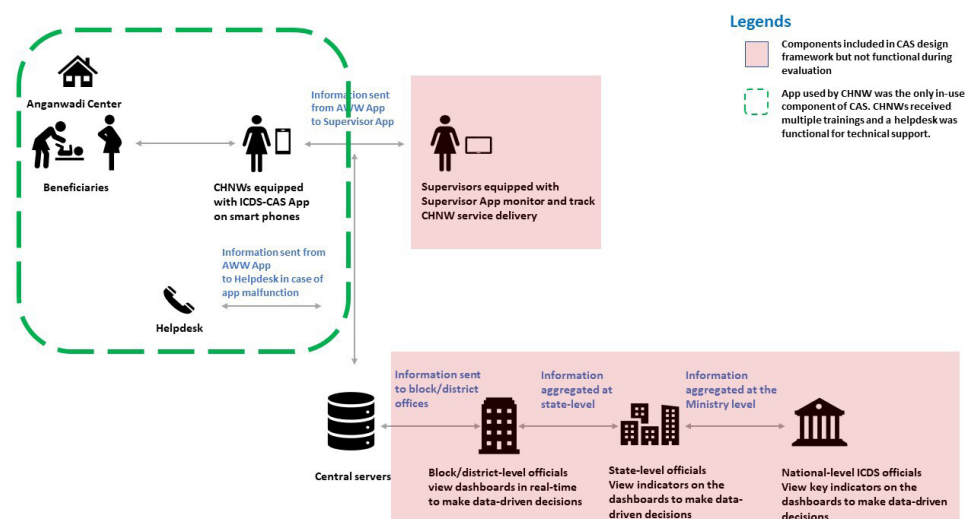 Legends
Components included in CAS design
framework but not functional during
evaluation
App used by CHNW was the only in-use
component of CAS. CHNWs received
multiple trainings and a helpdesk was
functional for technical support.
Anganwadi Center
Beneficiaries
CHNWs equipped
with ICDS-CAS App
on smart phones
Information sent
from AWW App
to Supervisor App
Supervisors equipped with
Supervisor App monitor and track
CHNW service delivery
Information sent from
AWW App
to Helpdesk in case of
app malfunction
Helpdesk
Central servers
Information sent
to block/district
offices
Block/district-level officials
view dashboards in real-time
to make data-driven decisions
Information
aggregated at
state-level
State-level officials
View indicators on the
dashboards to make data-
driven decisions
Information
aggregated at the
Ministry level
National-level ICDS officials
View key indicators on the
dashboards to make data-driven
decisions